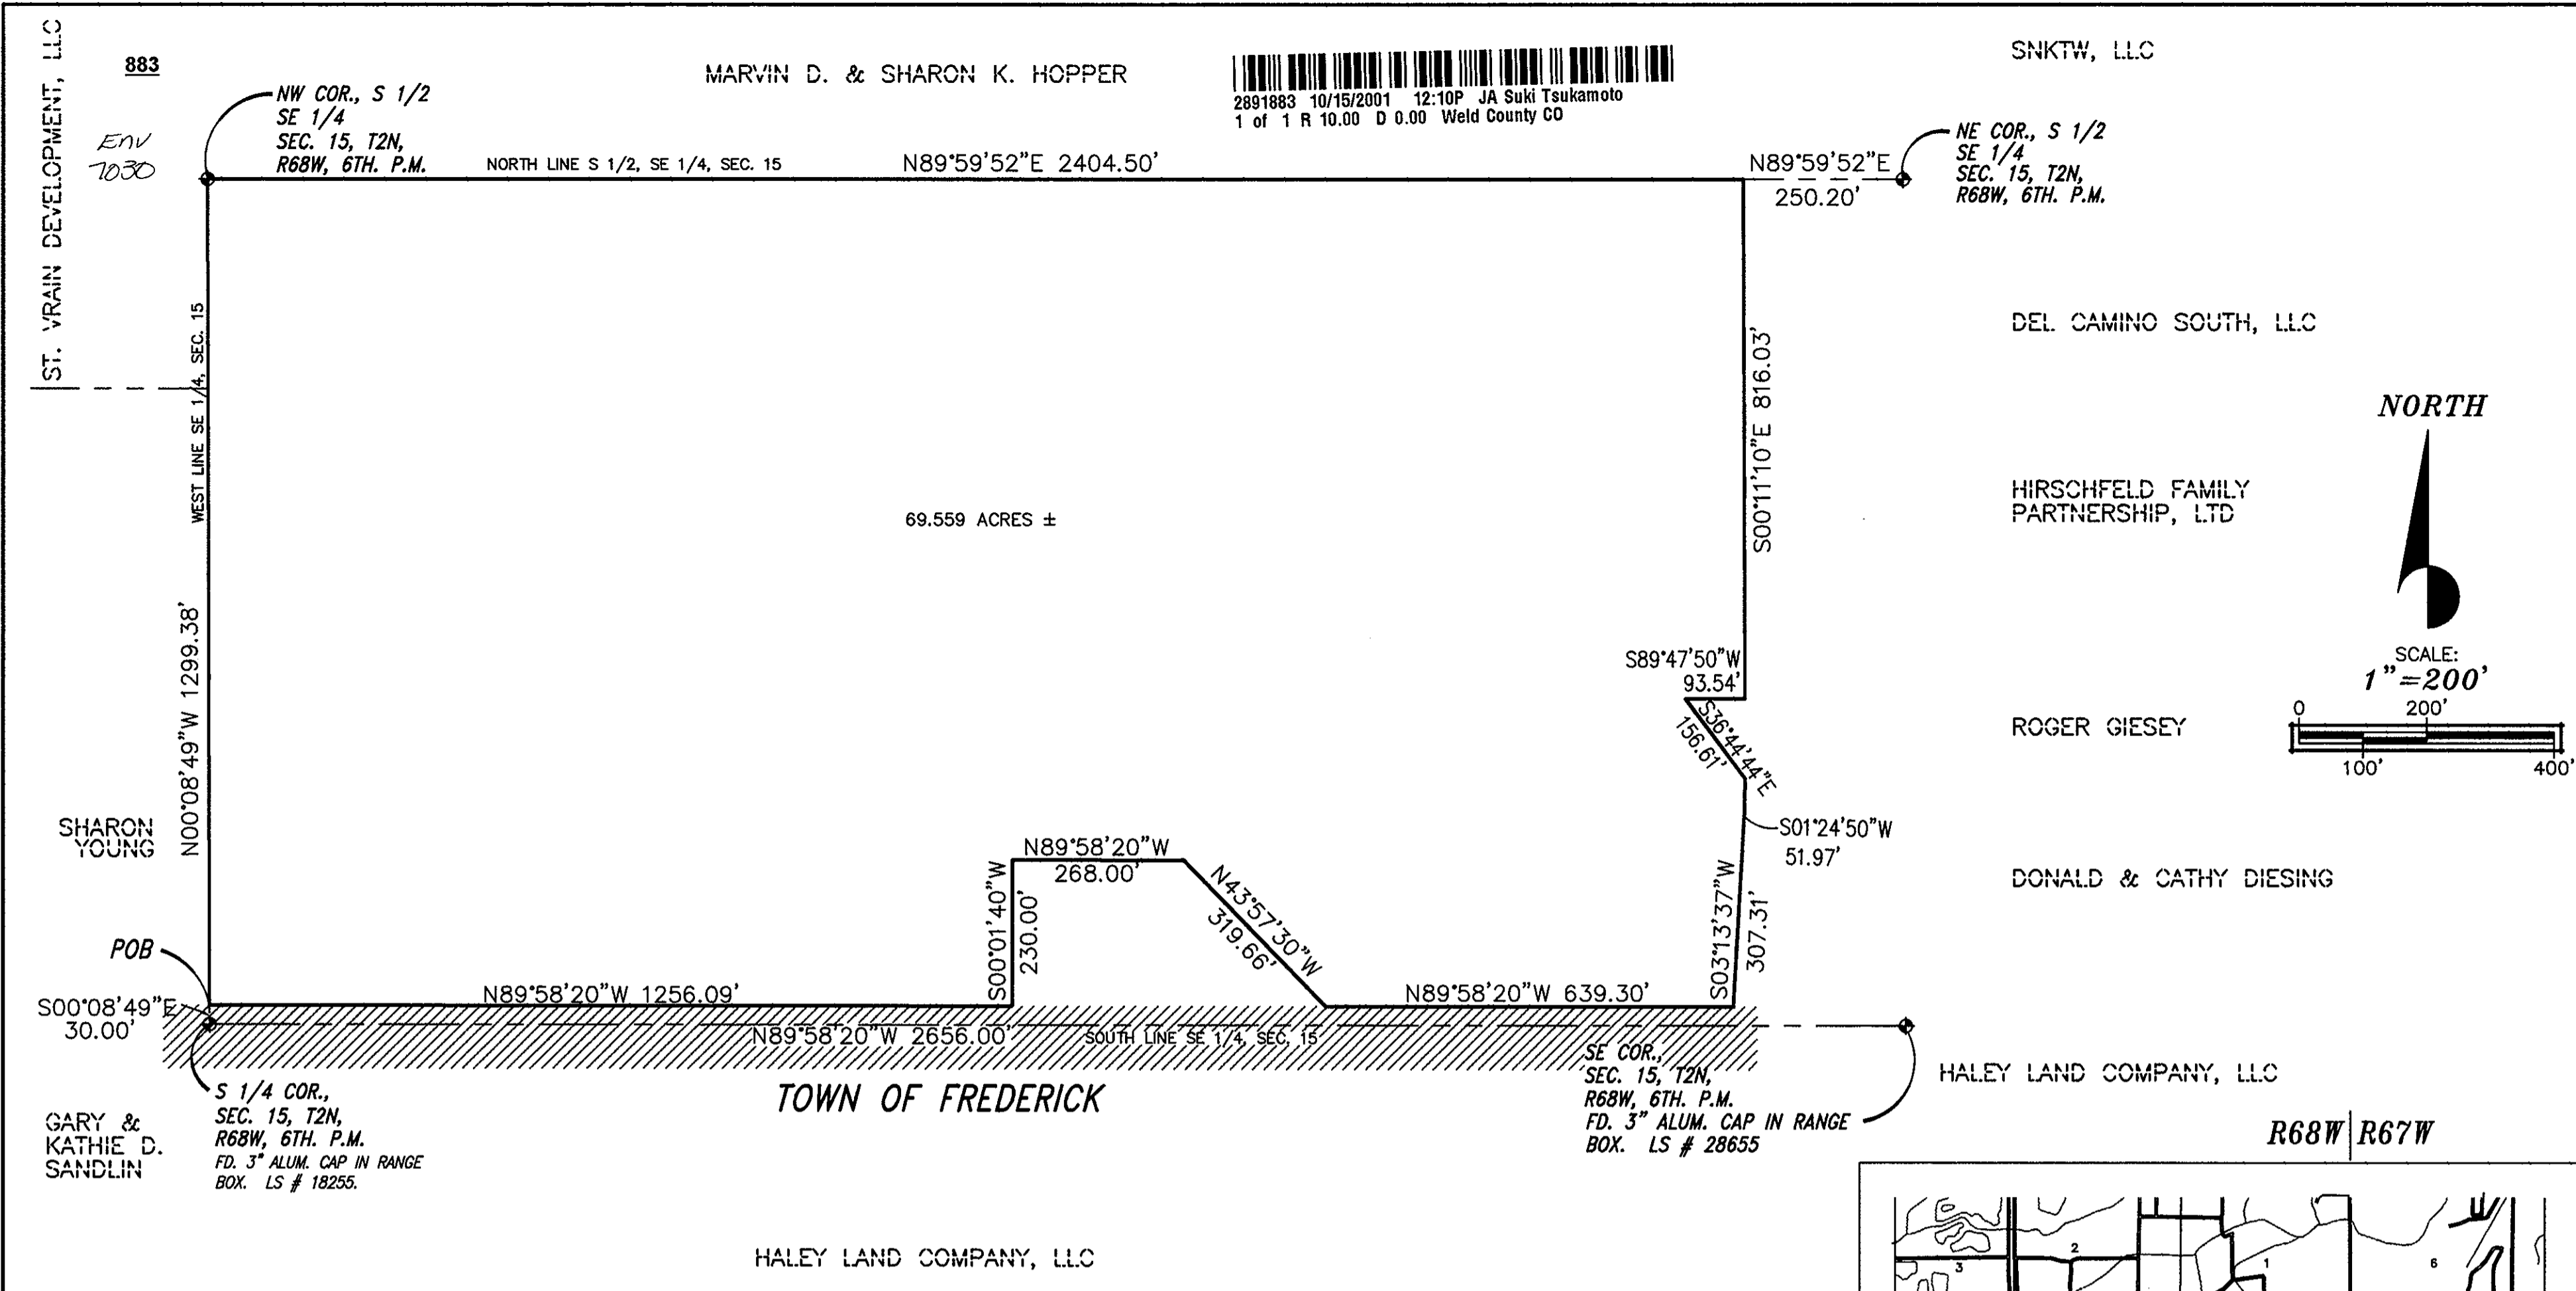 ST. VRAIN DEVELOPMENT, LLC
883
Env
7030
NW COR., S 1/2
SE 1/4
SEC. 15, T2N,
R68W, 6TH. P.M.
MARVIN D. & SHARON K. HOPPER
2891883 10/15/2001 12:10P JA Suki Tsukamoto
1 of 1 R 10.00 D 0.00 Weld County CO
SNKTW, LLC
NE COR., S 1/2
SE 1/4
SEC. 15, T2N,
R68W, 6TH. P.M.
NORTH LINE S 1/2, SE 1/4, SEC. 15
N89°59'52"E 2404.50'
N89°59'52"E
250.20'
WEST LINE SE 1/4, SEC. 15
N00°08'49"W 1299.38'
69.559 ACRES ±
S00°11'10"E 816.03'
DEL CAMINO SOUTH, LLC
HIRSCHFELD FAMILY
PARTNERSHIP, LTD
NORTH
SCALE:
1"=200'
0 200'
100' 400'
S89°47'50"W
93.54'
S36°44'44"E
156.61'
ROGER GIESEY
S01°24'50"W
51.97'
SHARON
YOUNG
N89°58'20"W
268.00'
N43°57'30"W
319.66'
S00°01'40"W
230.00'
S03°13'37"W
307.31'
DONALD & CATHY DIESING
POB
S00°08'49"E
30.00'
N89°58'20"W 1256.09'
N89°58'20"W 639.30'
N89°58'20"W 2656.00'
SOUTH LINE SE 1/4, SEC. 15
TOWN OF FREDERICK
S 1/4 COR.,
SEC. 15, T2N,
R68W, 6TH. P.M.
FD. 3" ALUM. CAP IN RANGE
BOX. LS # 18255.
GARY &
KATHIE D.
SANDLIN
SE COR.,
SEC. 15, T2N,
R68W, 6TH. P.M.
FD. 3" ALUM. CAP IN RANGE
BOX. LS # 28655
HALEY LAND COMPANY, LLC
R68W R67W
HALEY LAND COMPANY, LLC
2
3
1
6